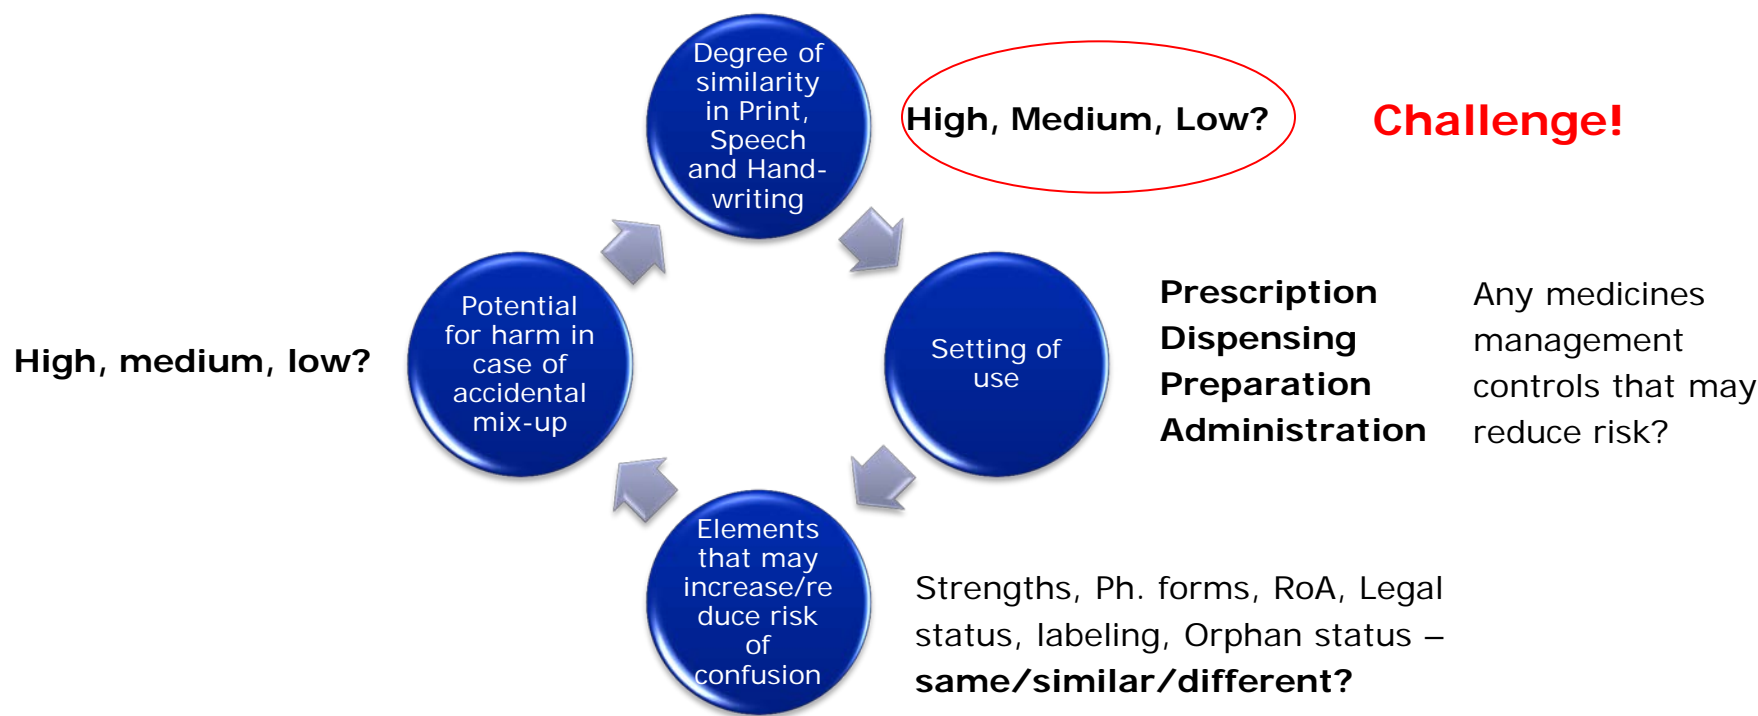 Degree of
similarity
in Print,
Speech
and Hand-
writing
High, Medium, Low?
Challenge!
Setting of
use
Prescription
Dispensing
Preparation
Administration
Any medicines
management
controls that may
reduce risk?
Elements
that may
increase/re
duce risk
of
confusion
Strengths, Ph. forms, RoA, Legal
status, labeling, Orphan status –
same/similar/different?
Potential
for harm in
case of
accidental
mix-up
High, medium, low?